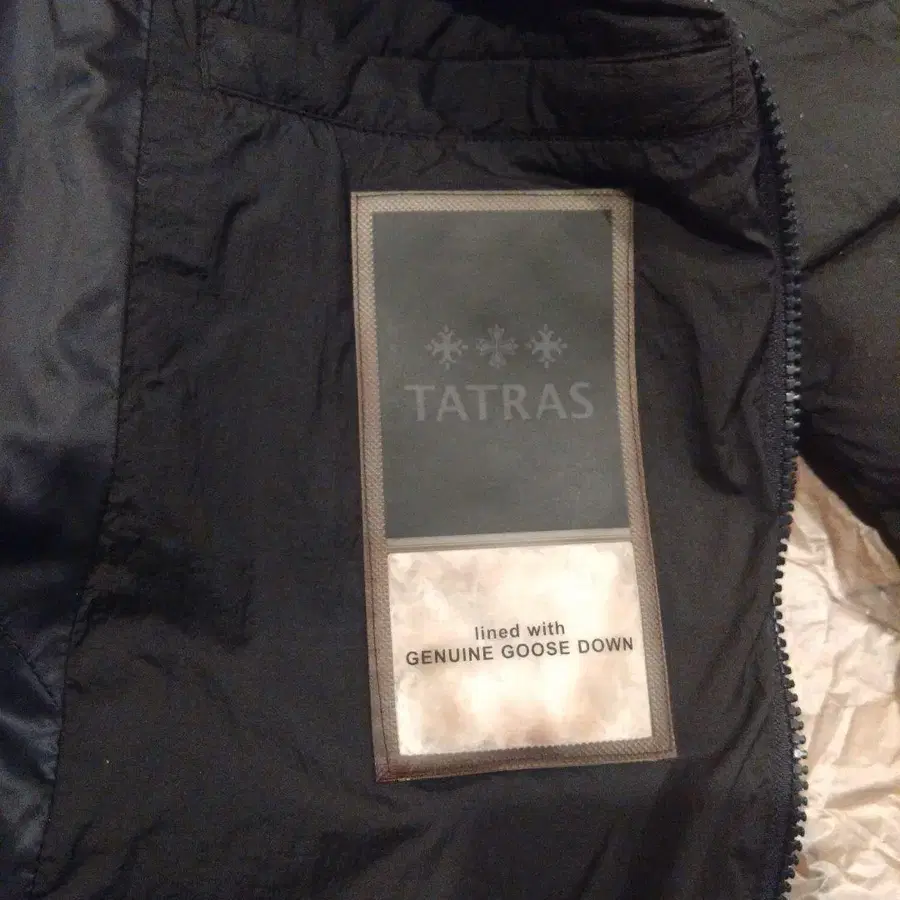 TATRAS
lined with
GENUINE GOOSE DOWN